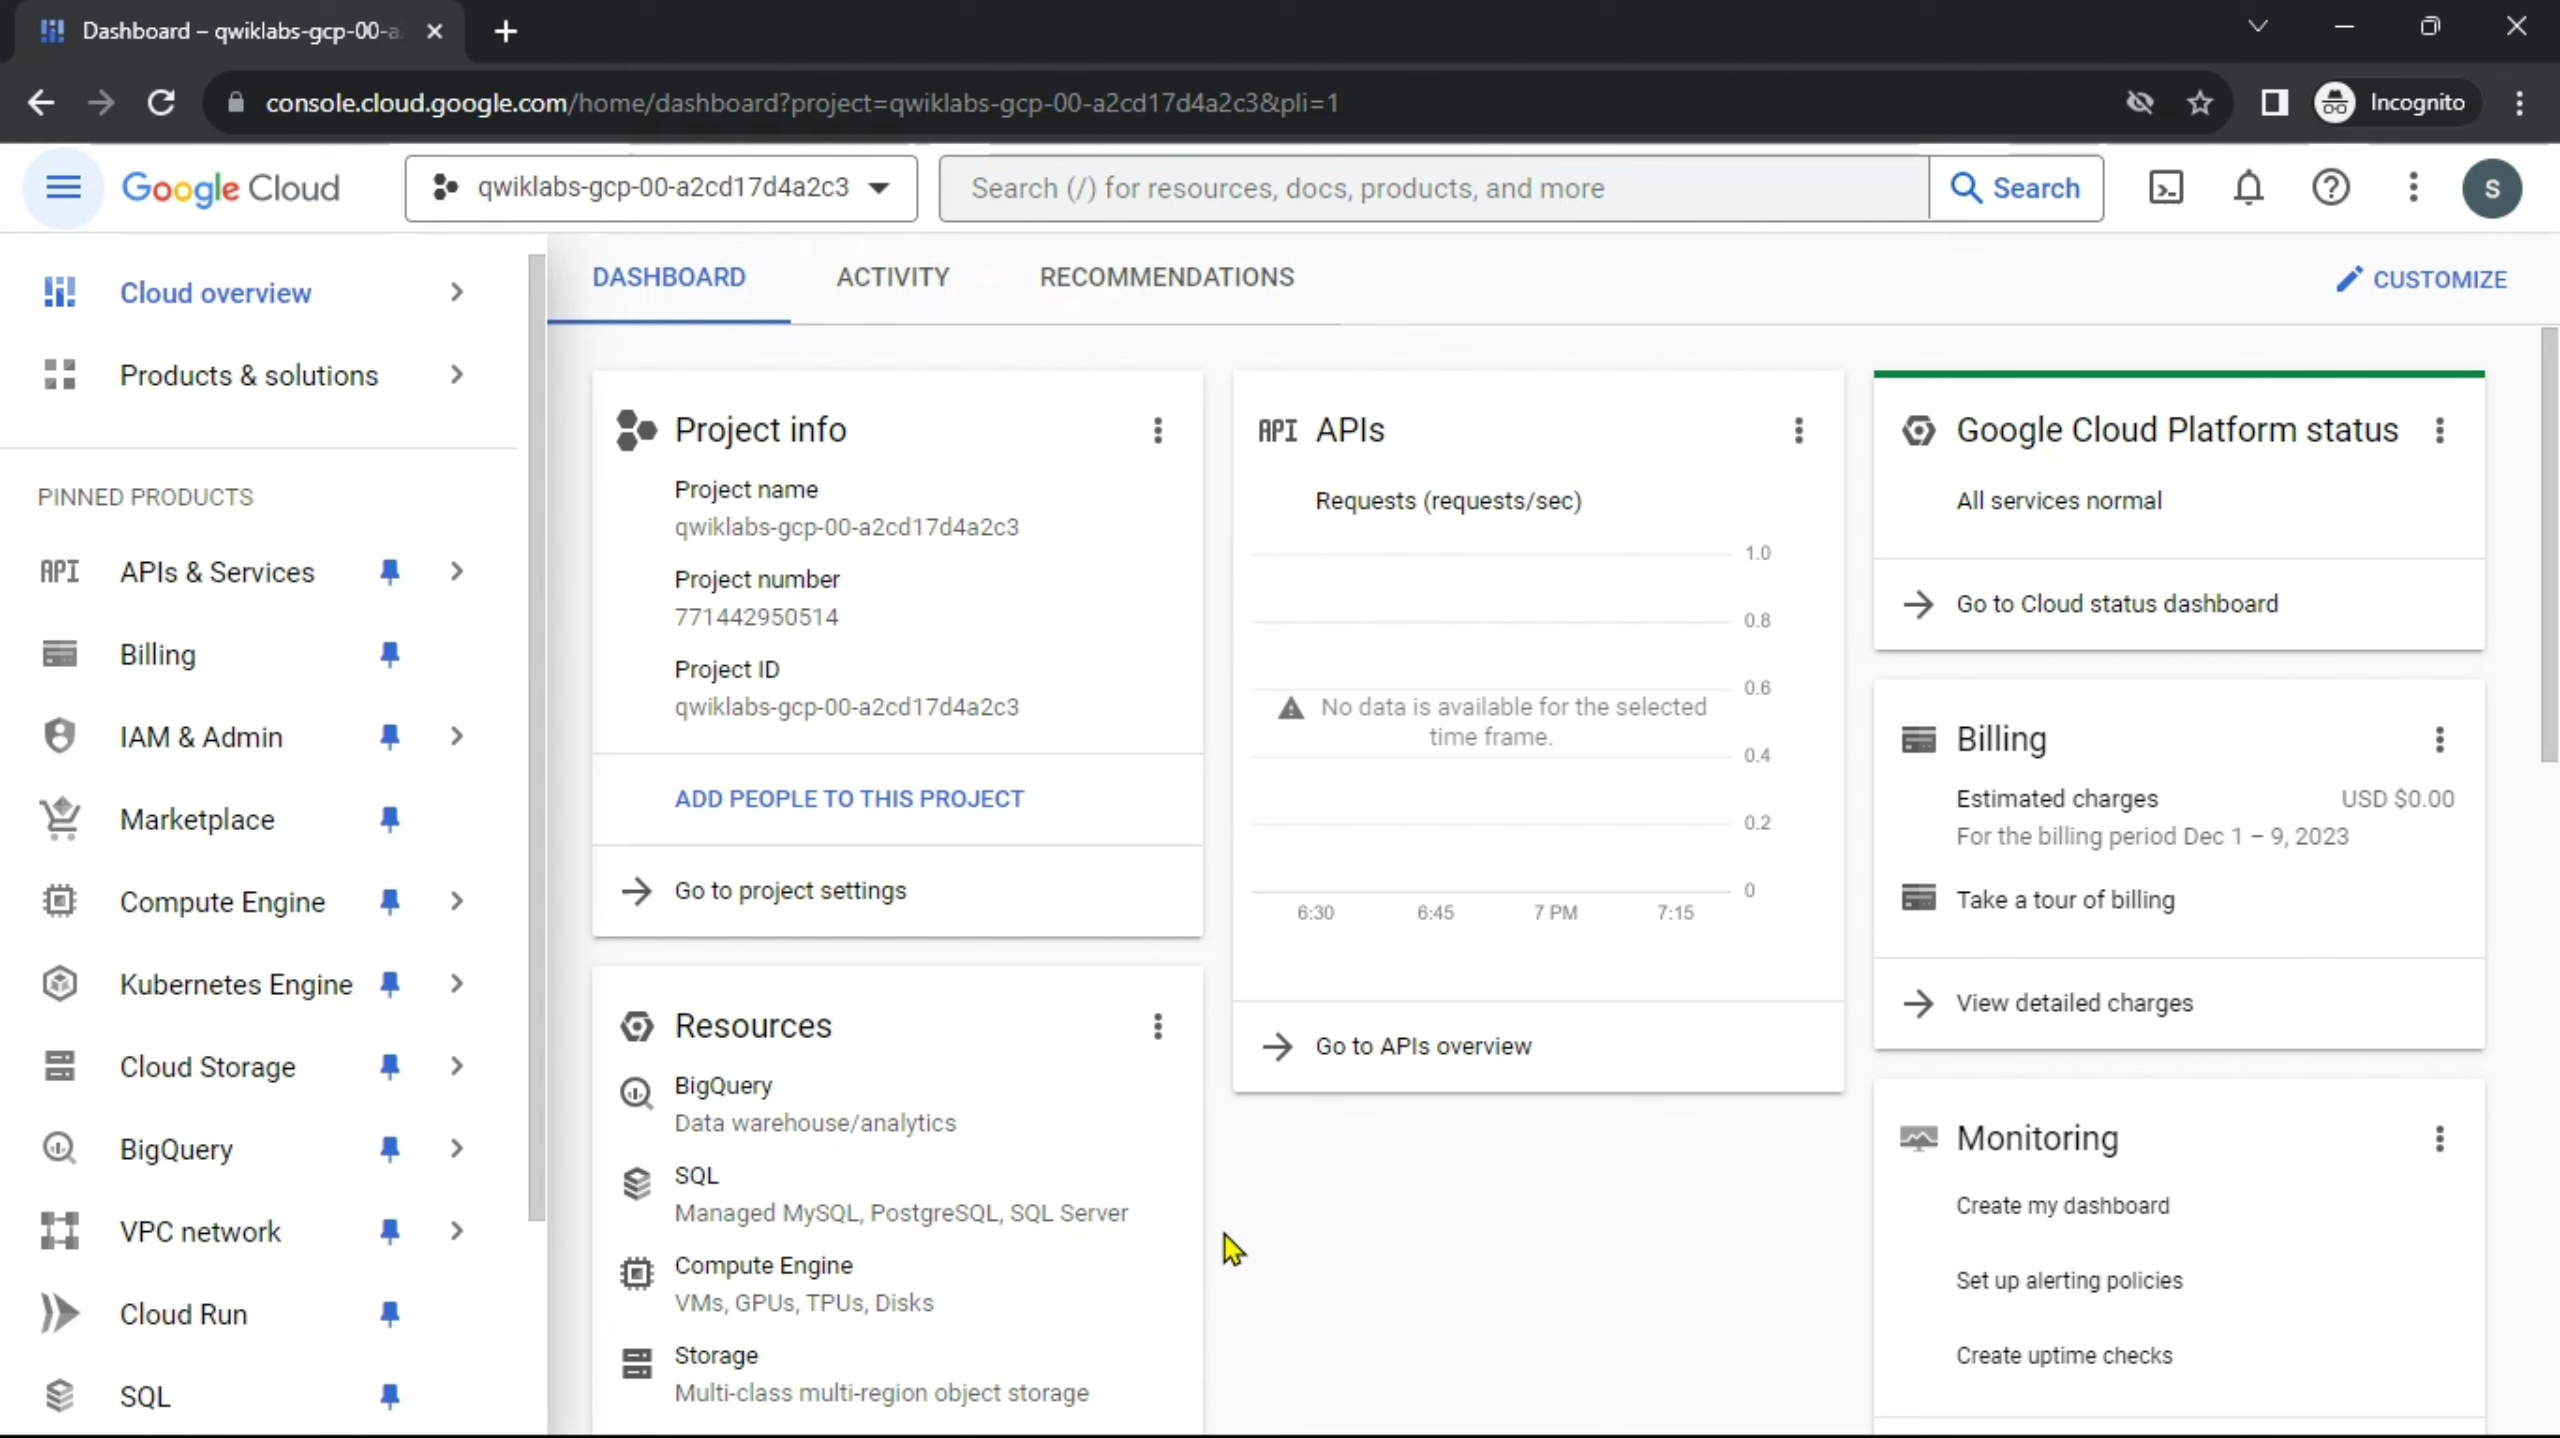 Dashboard – qwiklabs-gcp-00-a
console.cloud.google.com/home/dashboard?project=qwiklabs-gcp-00-a2cd17d4a2c3&pli=1
Incognito
Google Cloud
qwiklabs-gcp-00-a2cd17d4a2c3
Search (/) for resources, docs, products, and more
Search
S
Cloud overview
Products & solutions
PINNED PRODUCTS
API APIs & Services
Billing
IAM & Admin
Marketplace
Compute Engine
Kubernetes Engine
Cloud Storage
BigQuery
VPC network
Cloud Run
SQL
DASHBOARD
ACTIVITY
RECOMMENDATIONS
CUSTOMIZE
Project info
Project name
qwiklabs-gcp-00-a2cd17d4a2c3
Project number
771442950514
Project ID
qwiklabs-gcp-00-a2cd17d4a2c3
ADD PEOPLE TO THIS PROJECT
Go to project settings
Resources
BigQuery
Data warehouse/analytics
SQL
Managed MySQL, PostgreSQL, SQL Server
Compute Engine
VMs, GPUs, TPUs, Disks
Storage
Multi-class multi-region object storage
API APIs
Requests (requests/sec)
1.0
0.8
0.6
No data is available for the selected
time frame.
0.4
0.2
0
6:30
6:45
7 PM
7:15
Go to APIs overview
Google Cloud Platform status
All services normal
Go to Cloud status dashboard
Billing
Estimated charges USD $0.00
For the billing period Dec 1 – 9, 2023
Take a tour of billing
View detailed charges
Monitoring
Create my dashboard
Set up alerting policies
Create uptime checks